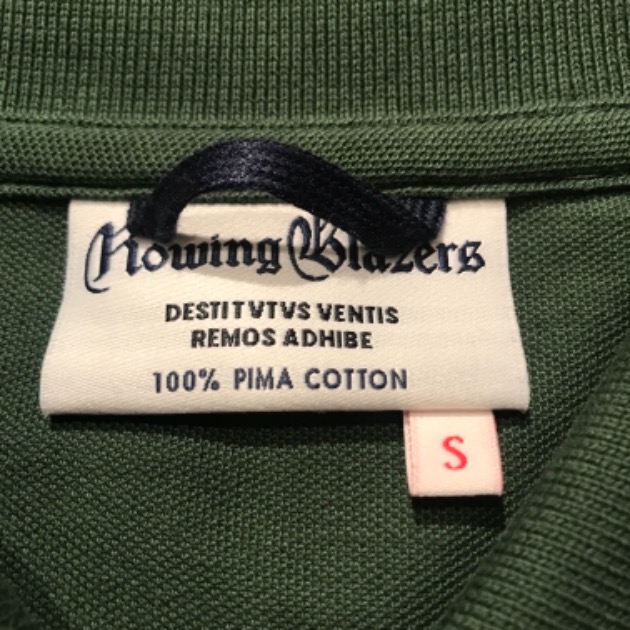 Rowing Blazers
DESTITVTVS VENTIS
REMOS ADHIBE
100% PIMA COTTON
S